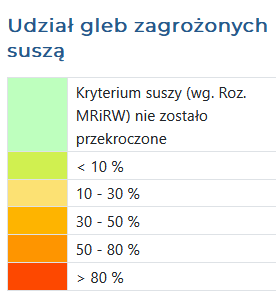 Udział gleb zagrożonych
suszą
Kryterium suszy (wg. Roz.
MRiRW) nie zostało
przekroczone
< 10 %
10 - 30 %
30 - 50 %
50 - 80 %
> 80 %